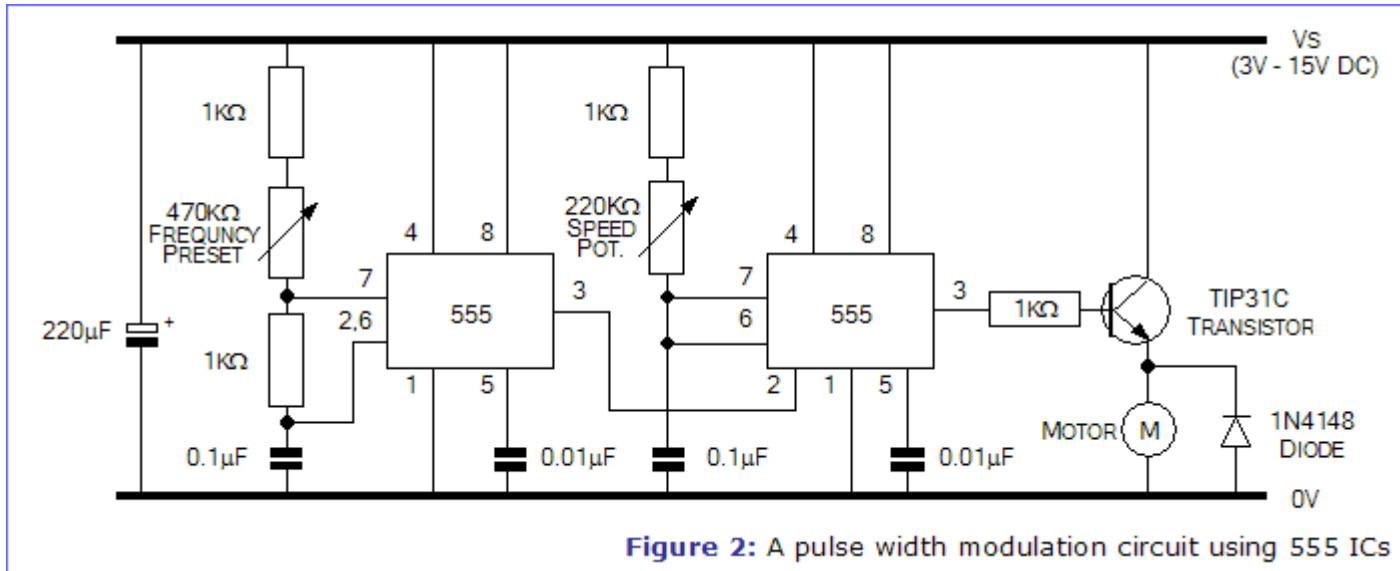 VS
(3V - 15V DC)
1KΩ
1KΩ
470KΩ
FREQUNCY
PRESET
220KΩ
SPEED
POT.
4
8
4
8
7
3
7
3
2,6
555
6
555
1KΩ
TIP31C
TRANSISTOR
220µF
+
1KΩ
1
5
2
1
5
MOTOR
M
1N4148
DIODE
0.1µF
0.01µF
0.1µF
0.01µF
0V
Figure 2: A pulse width modulation circuit using 555 ICs